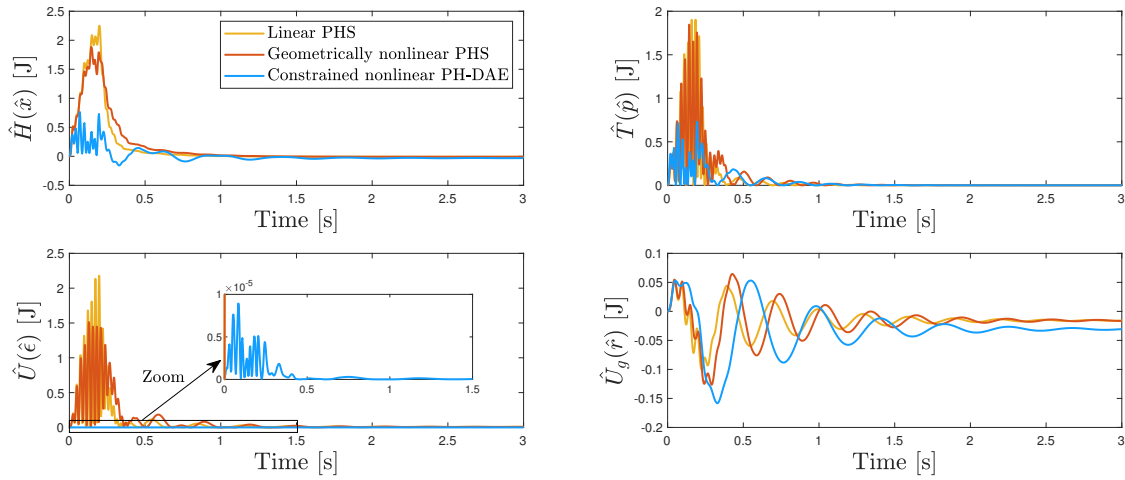 Ĥ(x̂) [J]
2.5
2
1.5
1
0.5
0
-0.5
Linear PHS
Geometrically nonlinear PHS
Constrained nonlinear PH-DAE
0 0.5 1 1.5 2 2.5 3
Time [s]
T̂(p̂) [J]
2
1.5
1
0.5
0
0 0.5 1 1.5 2 2.5 3
Time [s]
Û(ε̂) [J]
2.5
2
1.5
1
0.5
0
×10⁻⁵
1
0.5
0
0 0.5 1 1.5
Zoom
0 0.5 1 1.5 2 2.5 3
Time [s]
Û_g(r̂) [J]
0.1
0.05
0
-0.05
-0.1
-0.15
-0.2
0 0.5 1 1.5 2 2.5 3
Time [s]